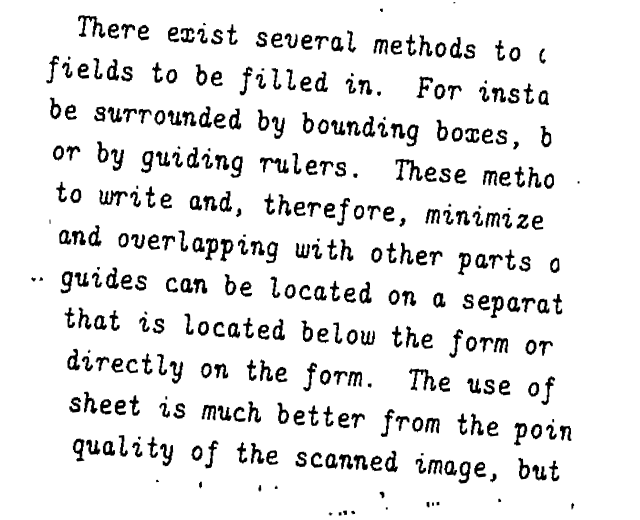 There exist several methods to
fields to be filled in. For insta
be surrounded by bounding boxes, b
or by guiding rulers. These metho
to write and, therefore, minimize
and overlapping with other parts o
guides can be located on a separat
that is located below the form or
directly on the form. The use of
sheet is much better from the poin
quality of the scanned image, but